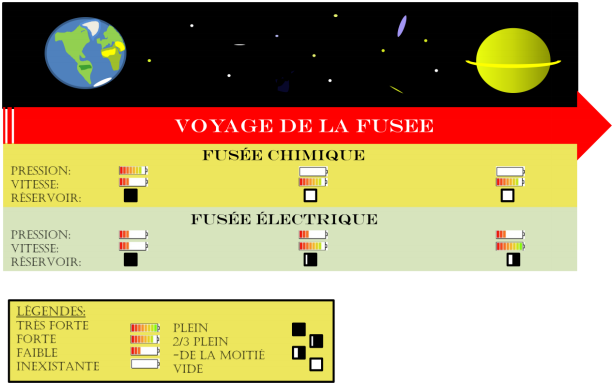 VOYAGE DE LA FUSEE
FUSÉE CHIMIQUE
PRESSION:
VITESSE:
RÉSERVOIR:
FUSÉE ÉLECTRIQUE
PRESSION:
VITESSE:
RÉSERVOIR:
LÉGENDES:
TRÈS FORTE
FORTE
FAIBLE
INEXISTANTE
PLEIN
2/3 PLEIN
-DE LA MOITIÉ
VIDE